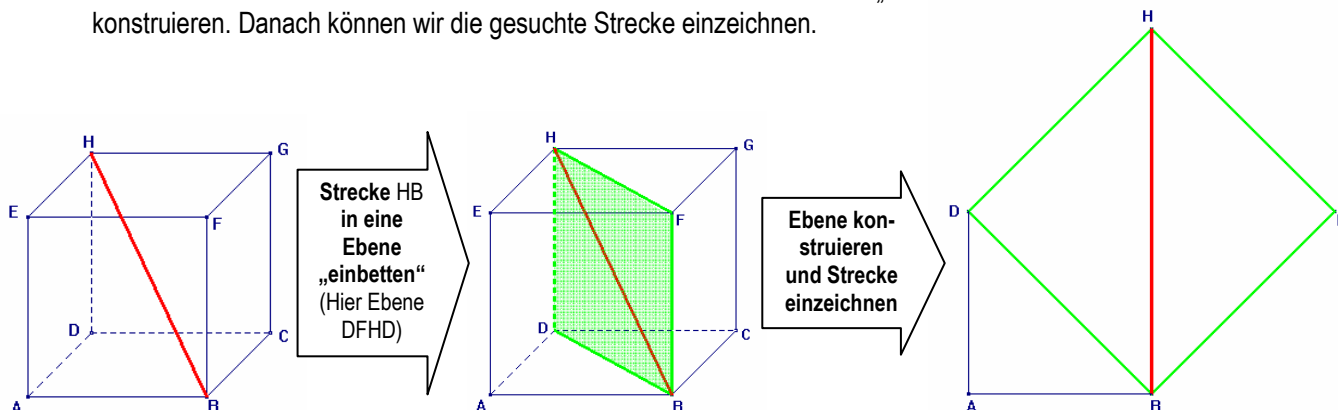 „
konstruieren. Danach können wir die gesuchte Strecke einzeichnen.
H
G
E
F
D
C
A
B
Strecke HB
in eine
Ebene
„einbetten“
(Hier Ebene
DFHD)
H
G
E
F
D
C
A
B
Ebene kon-
struieren
und Strecke
einzeichnen
H
D
A
B